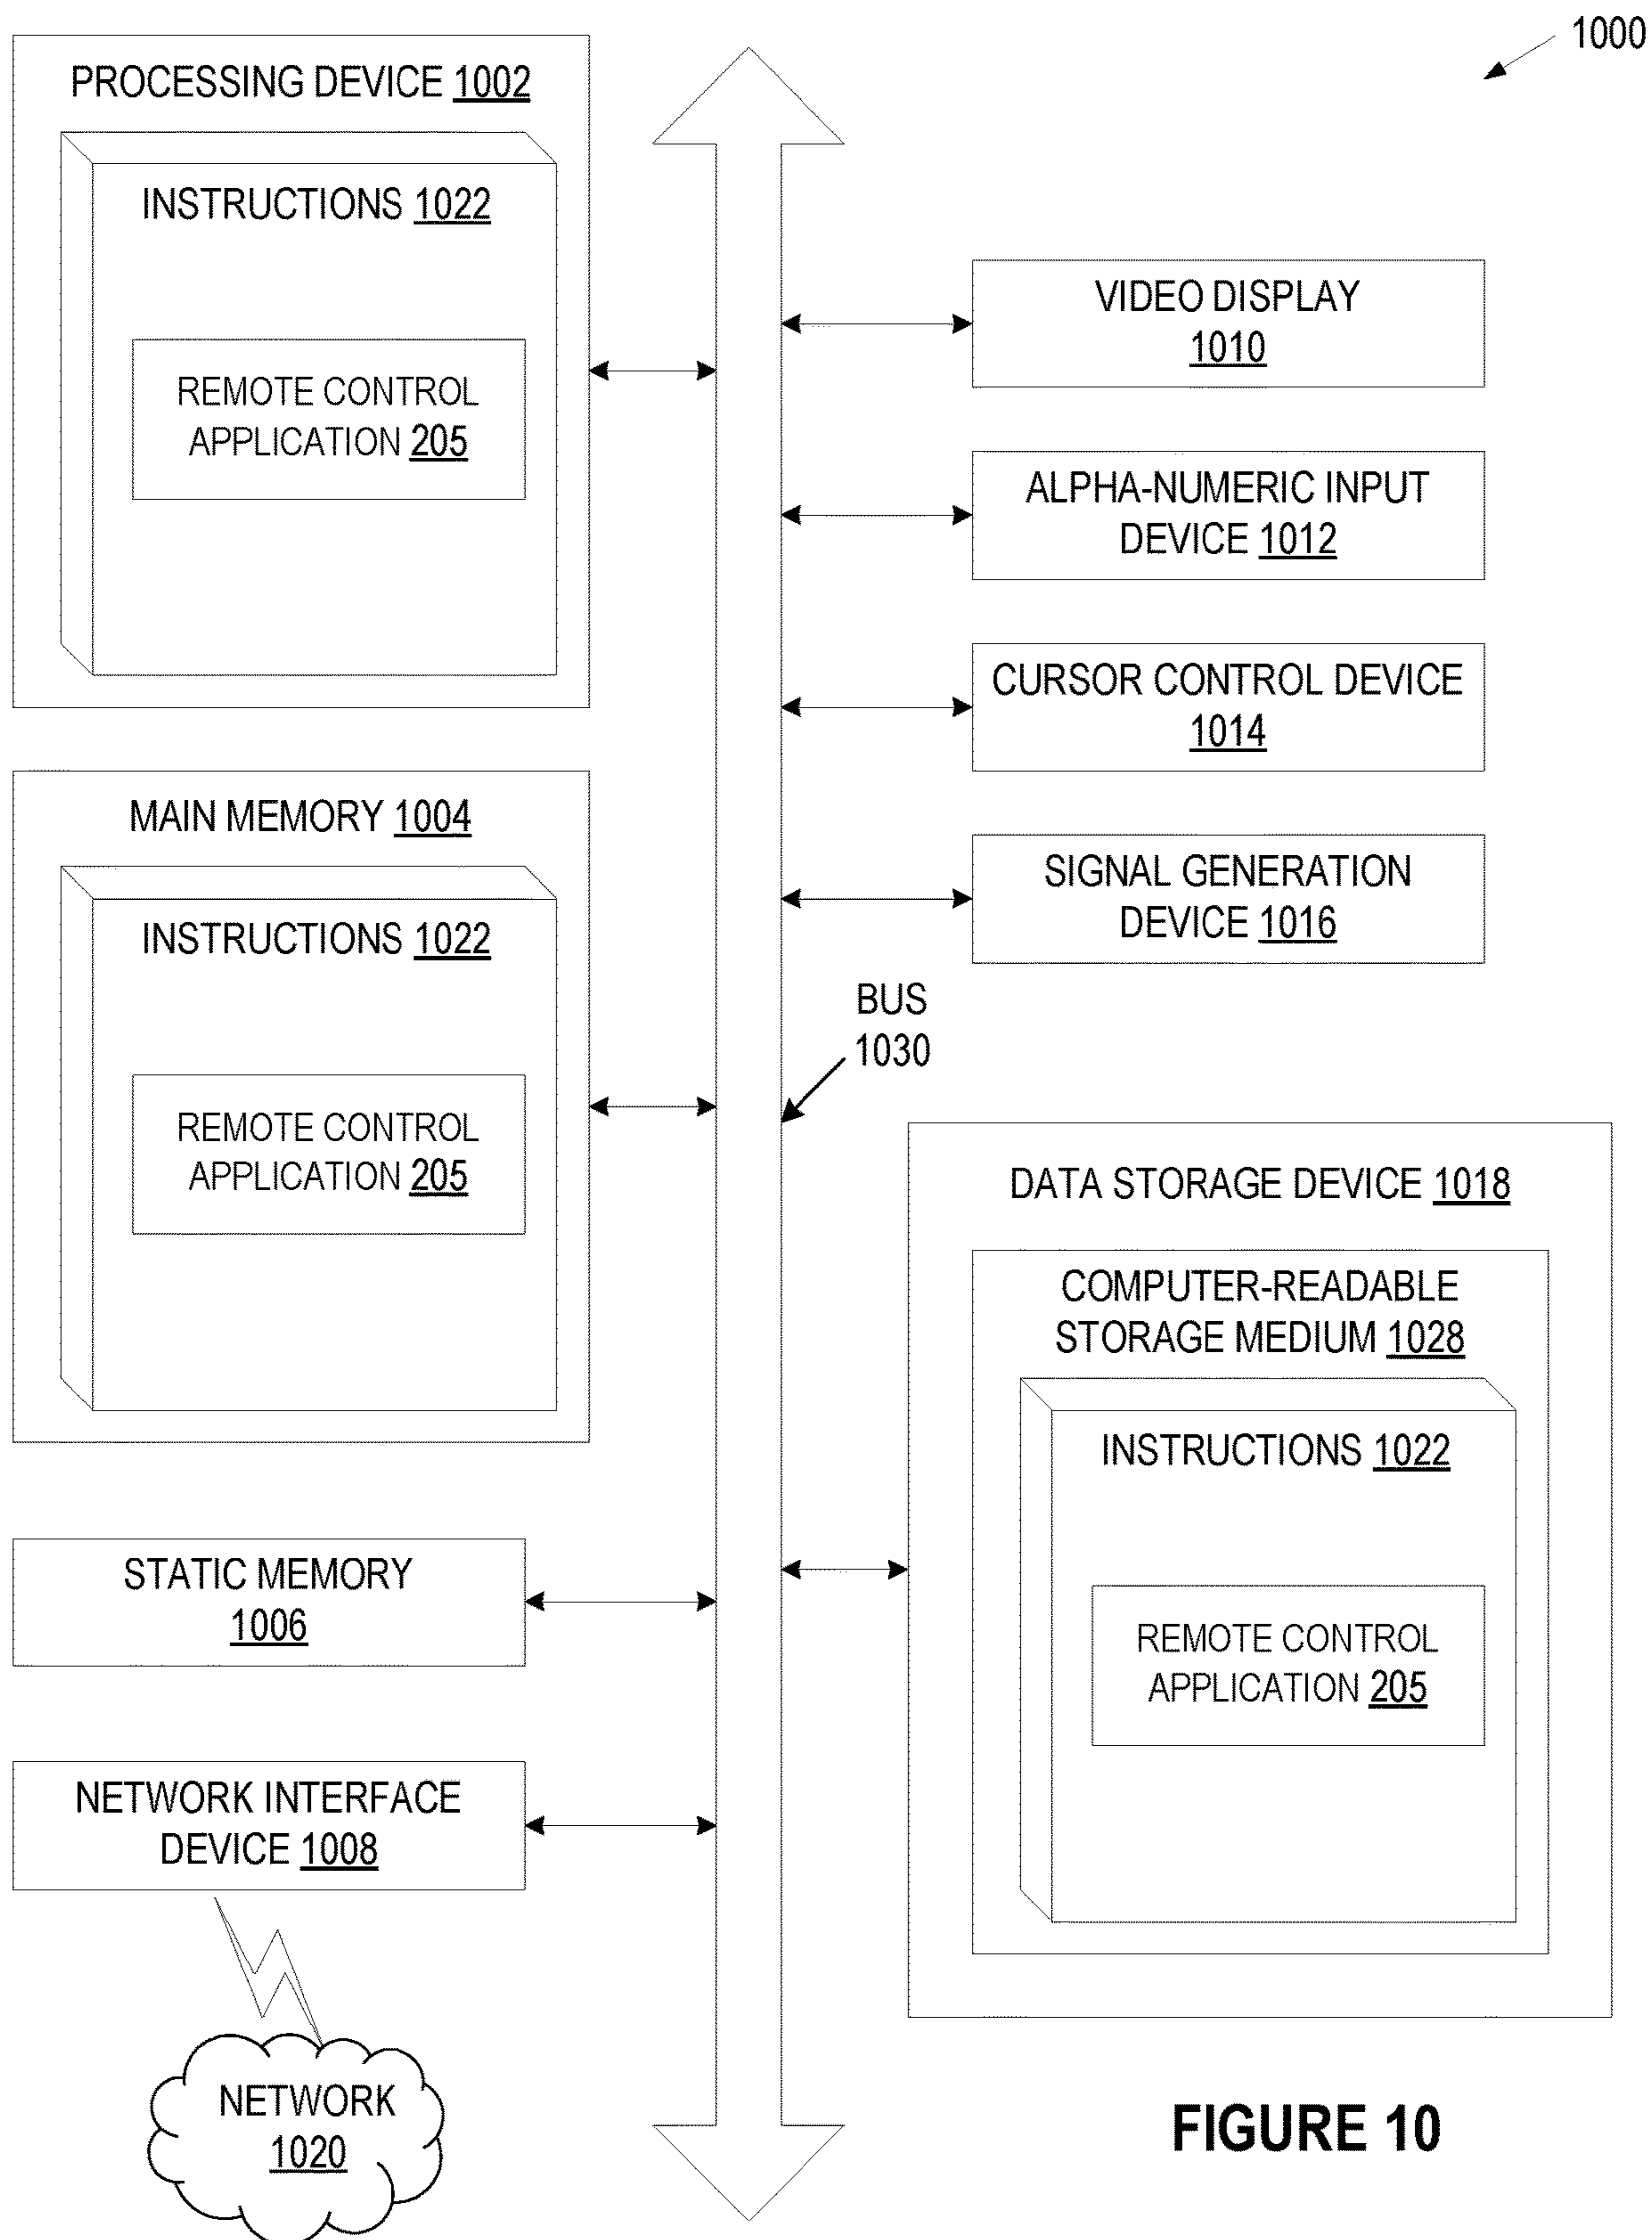 1000
PROCESSING DEVICE 1002
INSTRUCTIONS 1022
REMOTE CONTROL
APPLICATION 205
MAIN MEMORY 1004
INSTRUCTIONS 1022
REMOTE CONTROL
APPLICATION 205
STATIC MEMORY
1006
NETWORK INTERFACE
DEVICE 1008
NETWORK
1020
VIDEO DISPLAY
1010
ALPHA-NUMERIC INPUT
DEVICE 1012
CURSOR CONTROL DEVICE
1014
SIGNAL GENERATION
DEVICE 1016
BUS
1030
DATA STORAGE DEVICE 1018
COMPUTER-READABLE
STORAGE MEDIUM 1028
INSTRUCTIONS 1022
REMOTE CONTROL
APPLICATION 205
FIGURE 10